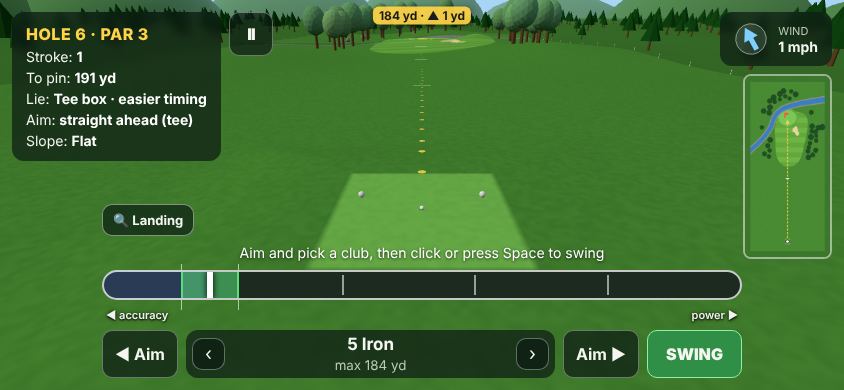 184 yd · ▲ 1 yd
HOLE 6 · PAR 3
Stroke: 1
To pin: 191 yd
Lie: Tee box · easier timing
Aim: straight ahead (tee)
Slope: Flat
WIND
1 mph
🔍 Landing
Aim and pick a club, then click or press Space to swing
◀ accuracy
power ▶
◀ Aim
‹
5 Iron
max 184 yd
›
Aim ▶
SWING